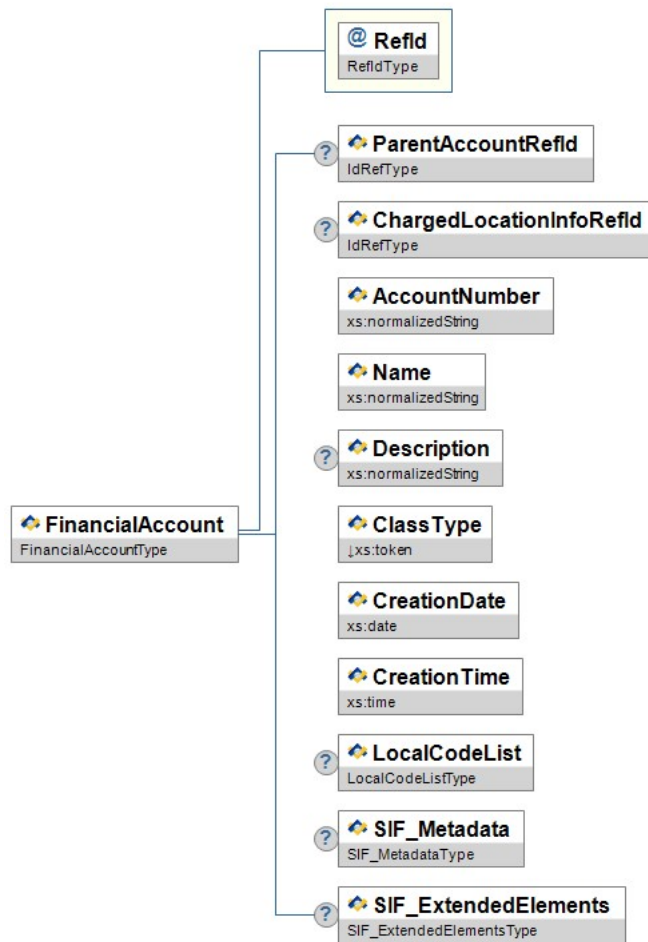 @ RefId
RefIdType
? ParentAccountRefId
IdRefType
? ChargedLocationInfoRefId
IdRefType
AccountNumber
xs:normalizedString
Name
xs:normalizedString
? Description
xs:normalizedString
FinancialAccount
FinancialAccountType
ClassType
↓xs:token
CreationDate
xs:date
CreationTime
xs:time
? LocalCodeList
LocalCodeListType
? SIF_Metadata
SIF_MetadataType
? SIF_ExtendedElements
SIF_ExtendedElementsType